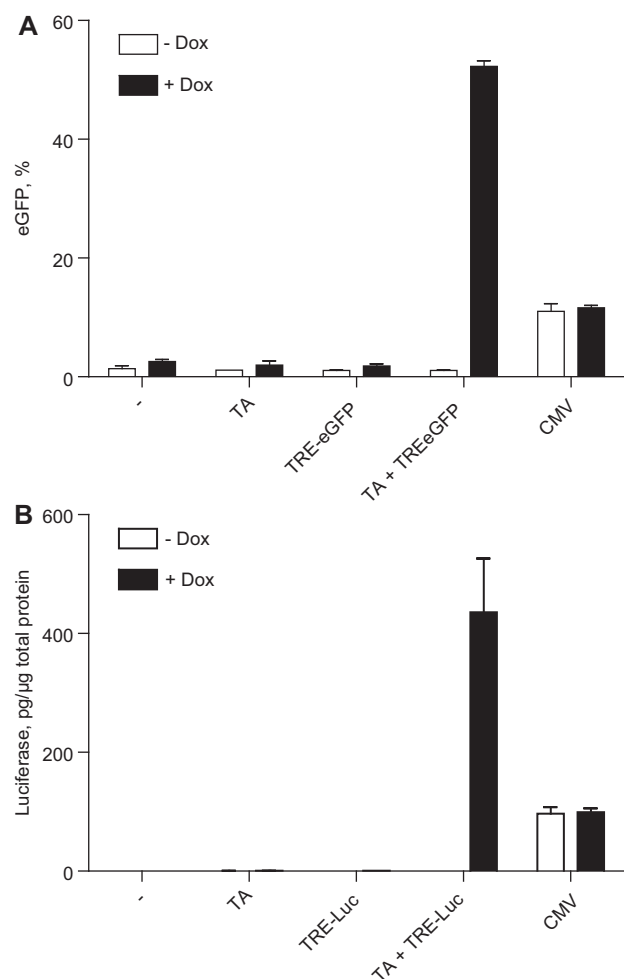 A
60
- Dox
+ Dox
40
eGFP, %
20
0
-
TA
TRE-eGFP
TA + TREeGFP
CMV
B
600
- Dox
+ Dox
400
Luciferase, pg/µg total protein
200
0
-
TA
TRE-Luc
TA + TRE-Luc
CMV